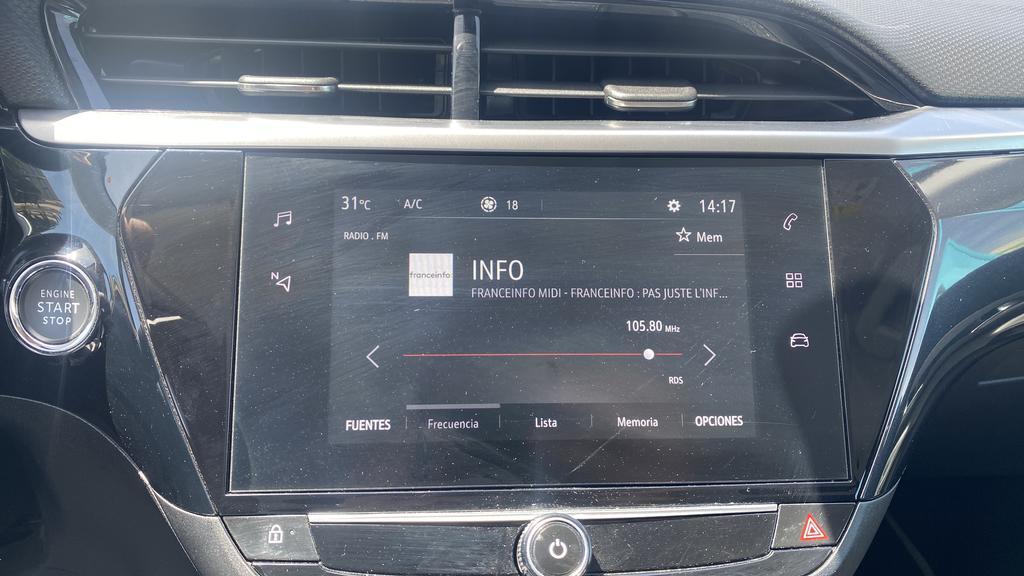 31°C A/C 18 14:17
RADIO . FM
Mem
N
franceinfo:
INFO
FRANCEINFO MIDI - FRANCEINFO : PAS JUSTE L'INF...
ENGINE
START
STOP
105.80 MHz
RDS
FUENTES Frecuencia Lista Memoria OPCIONES